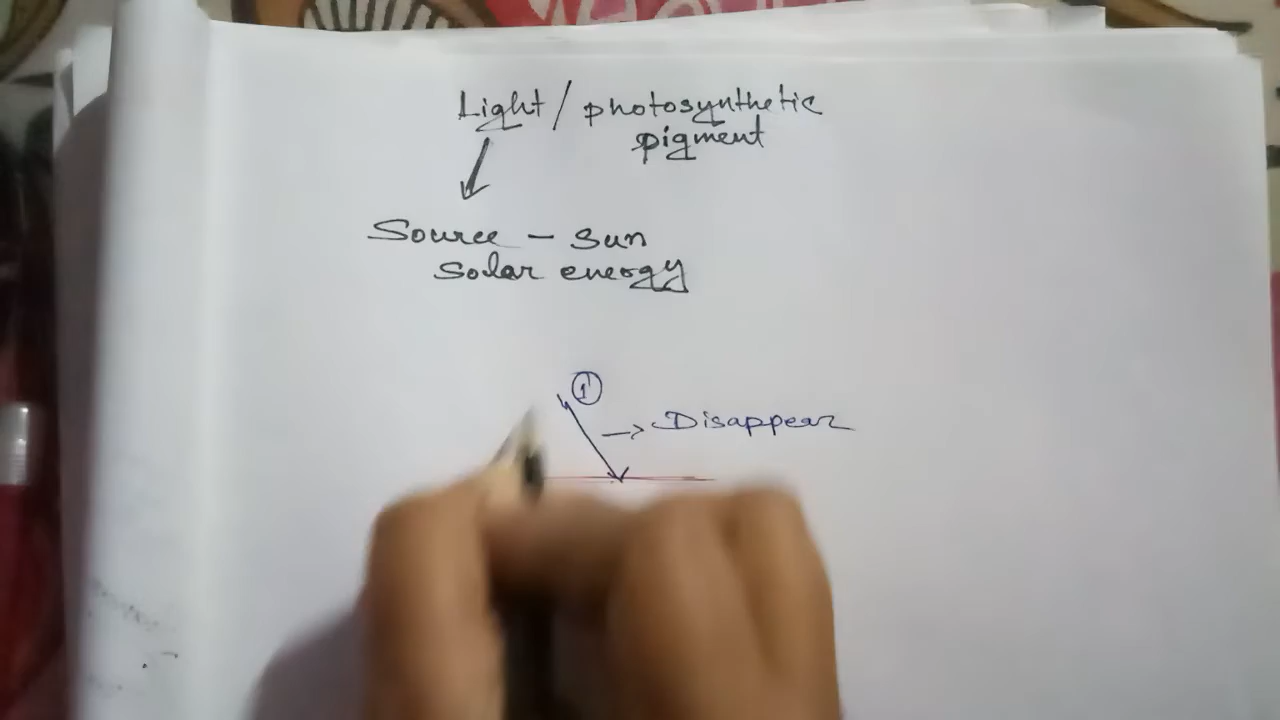 Light / photosynthetic
pigment
Source - Sun
Solar energy
1
Disappear